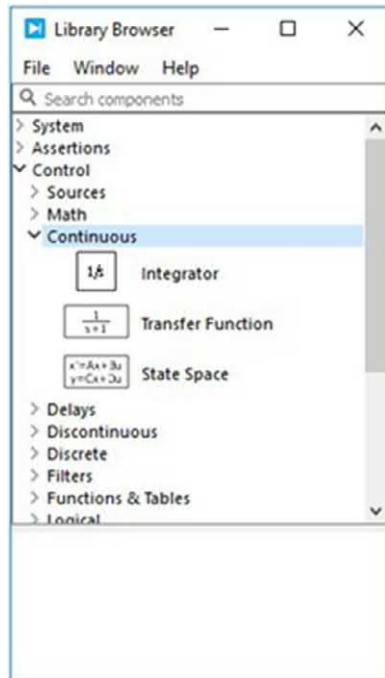 Library Browser
File Window Help
Search components
System
Assertions
Control
Sources
Math
Continuous
1/s Integrator
1
s+1 Transfer Function
x'=Ax+Bu
y=Cx+Du State Space
Delays
Discontinuous
Discrete
Filters
Functions & Tables
Logical